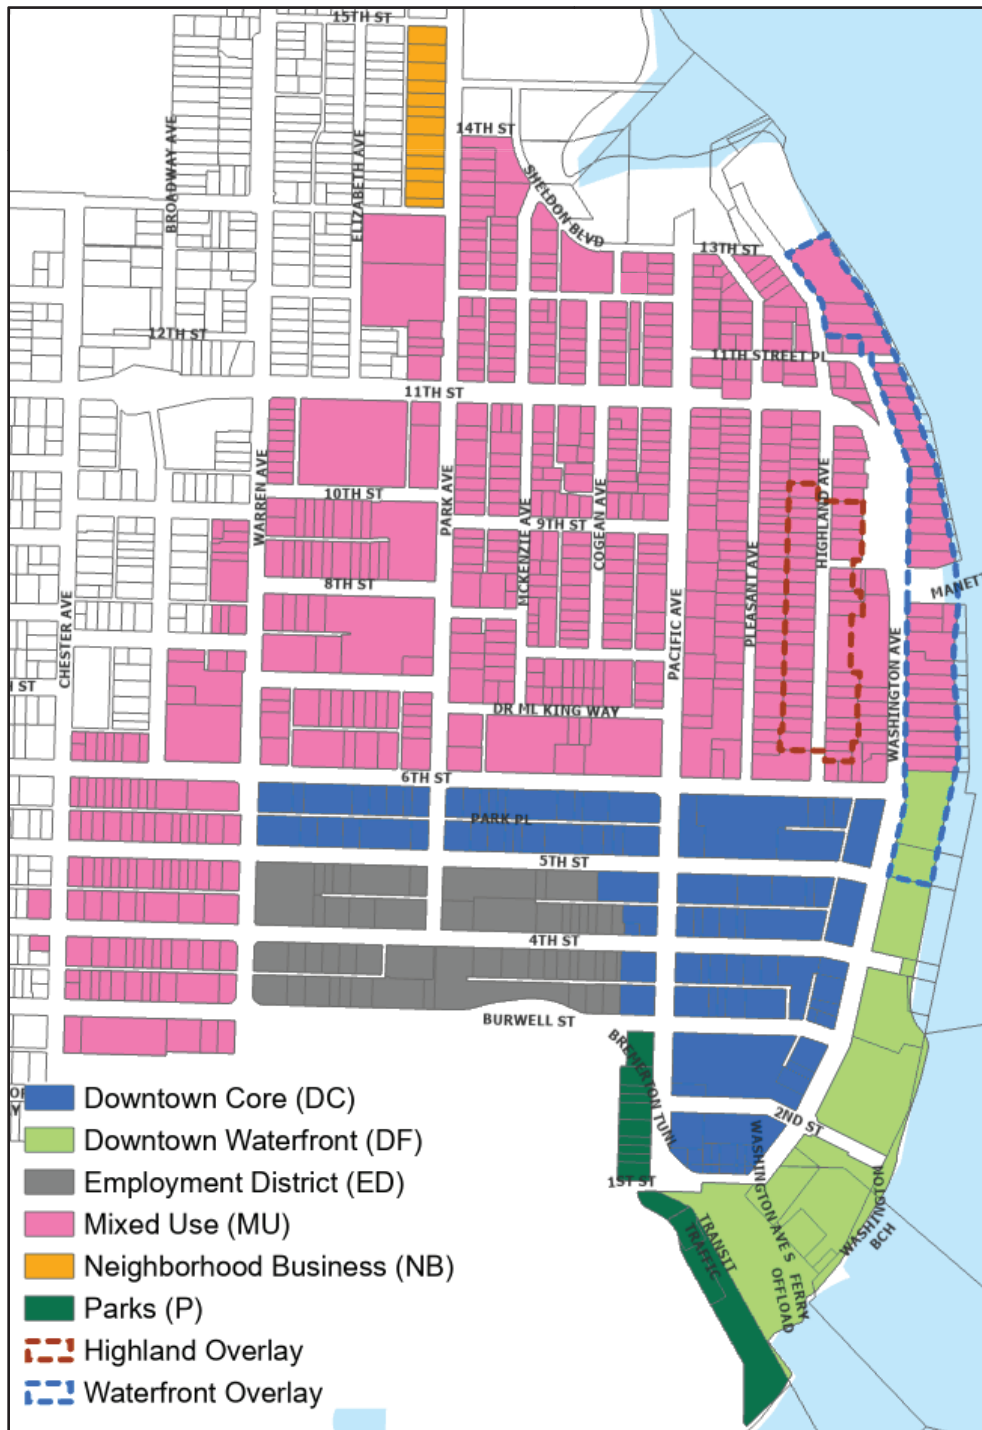 15TH ST
BROADWAY AVE
ELIZABETH AVE
14TH ST
SHELDON BLVD
13TH ST
12TH ST
11TH STREET PL
11TH ST
WARREN AVE
10TH ST
PARK AVE
MCKENZIE AVE
9TH ST
COGEAN AVE
HIGHLAND AVE
PLEASANT AVE
8TH ST
MANET
CHESTER AVE
PACIFIC AVE
WASHINGTON AVE
H ST
DR ML KING WAY
6TH ST
PARK PL
5TH ST
4TH ST
BURWELL ST
BREMERTON TUNL
2ND ST
1ST ST
WASHINGTON AVE S
WASHINGTON
BCH
TRANSIT
TRAFFIC
FERRY
OFFLOAD
Downtown Core (DC)
Downtown Waterfront (DF)
Employment District (ED)
Mixed Use (MU)
Neighborhood Business (NB)
Parks (P)
Highland Overlay
Waterfront Overlay